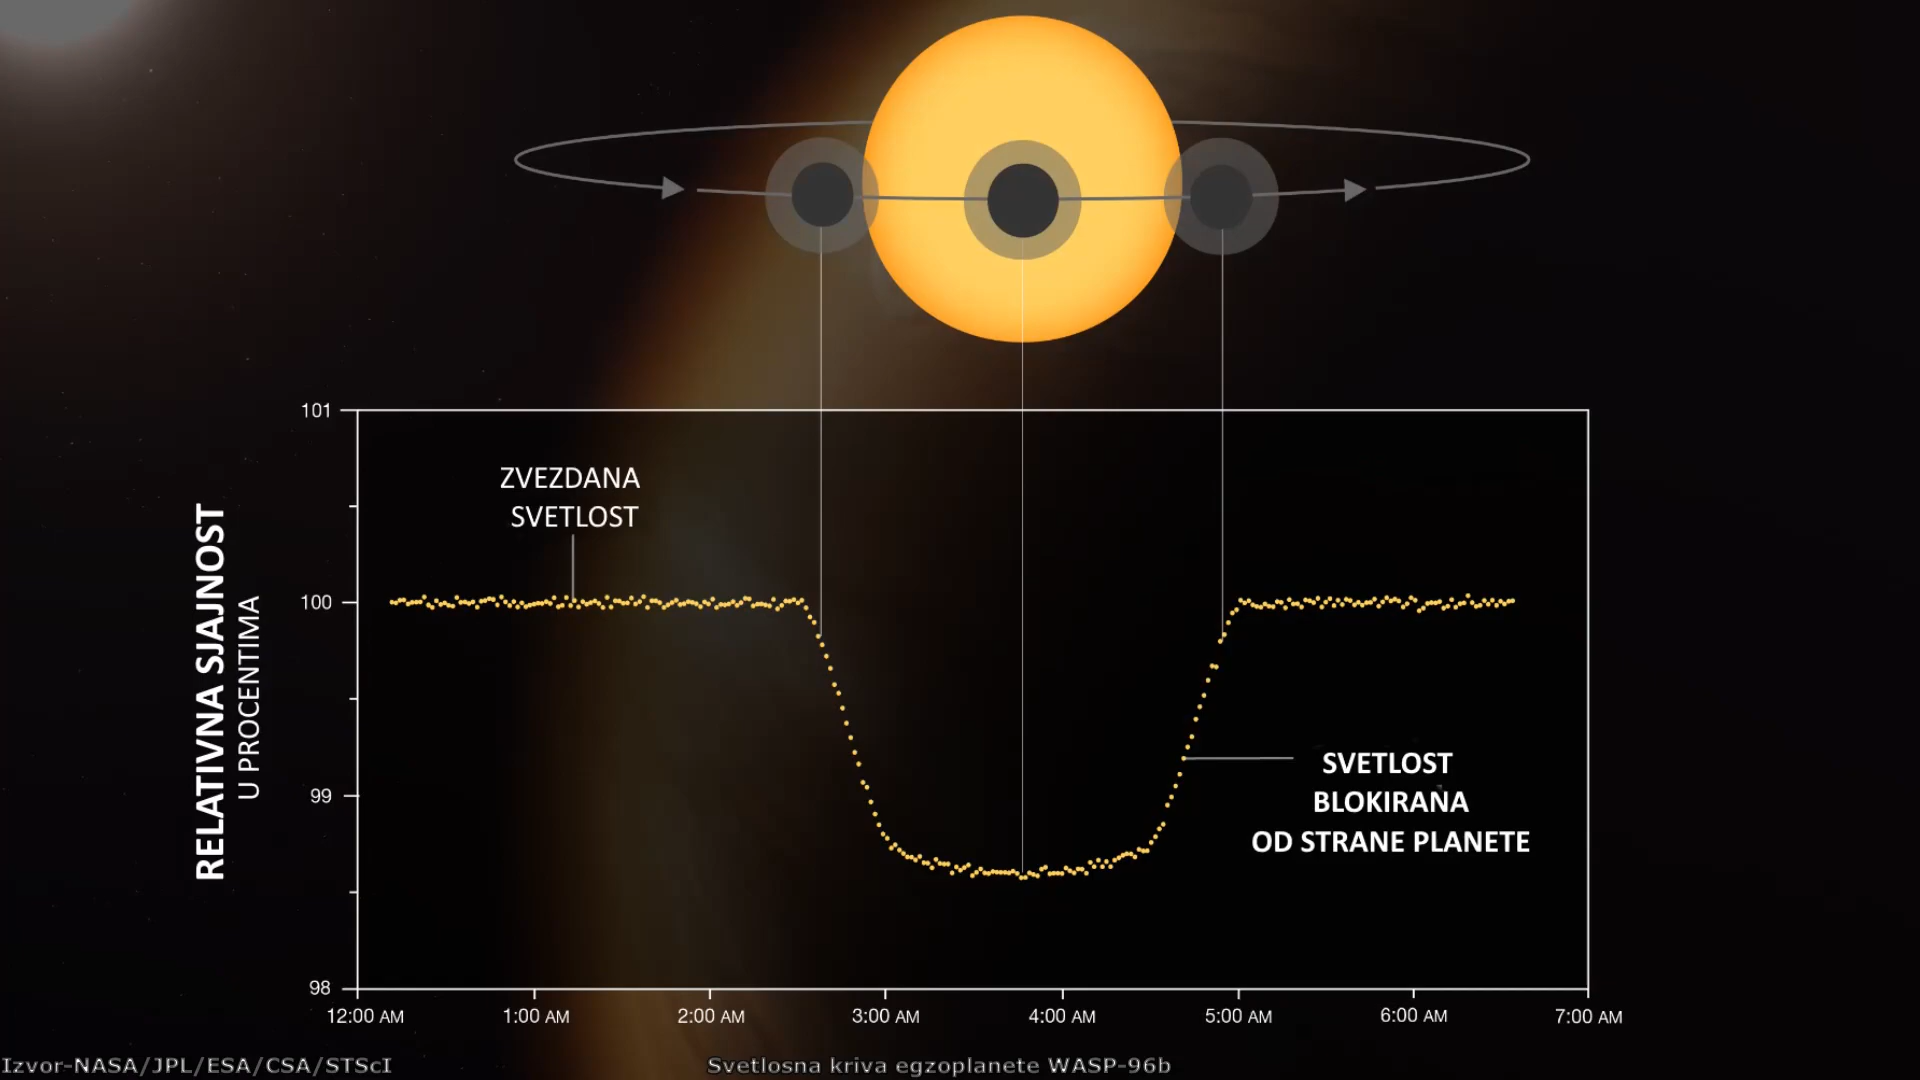 101
ZVEZDANA
SVETLOST
100
RELATIVNA SJAJNOST
U PROCENTIMA
99
SVETLOST
BLOKIRANA
OD STRANE PLANETE
98
12:00 AM 1:00 AM 2:00 AM 3:00 AM 4:00 AM 5:00 AM 6:00 AM 7:00 AM
Izvor-NASA/JPL/ESA/CSA/STScI
Svetlosna kriva egzoplanete WASP-96b